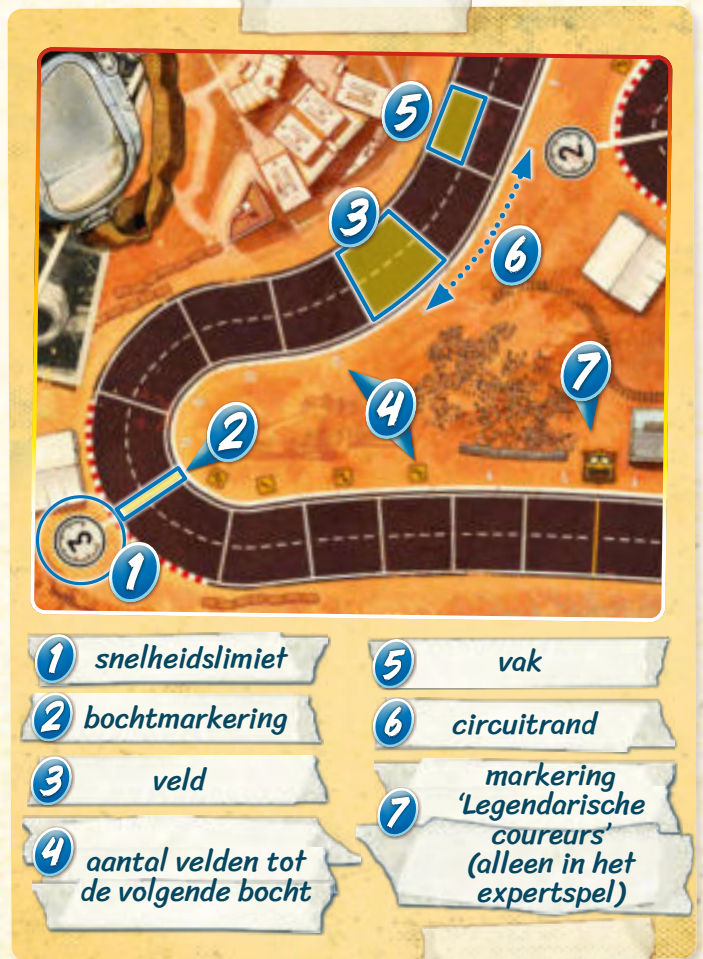 5
2
3
6
7
4
2
3
1
1 snelheidslimiet
2 bochtmarkering
3 veld
4 aantal velden tot
de volgende bocht
5 vak
6 circuitrand
7 markering
‘Legendarische
coureurs’
(alleen in het
expertspel)